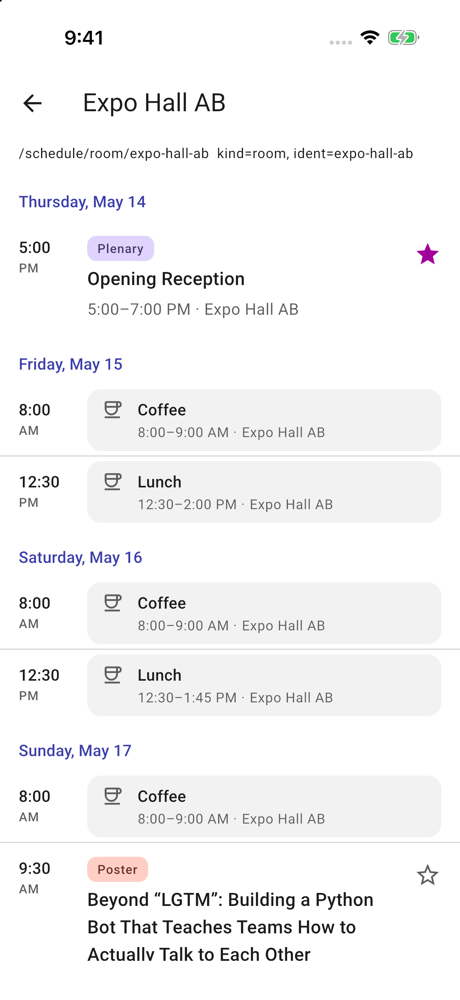 9:41
Expo Hall AB
/schedule/room/expo-hall-ab kind=room, ident=expo-hall-ab
Thursday, May 14
5:00
PM
Plenary
Opening Reception
5:00–7:00 PM · Expo Hall AB
Friday, May 15
8:00
AM
Coffee
8:00–9:00 AM · Expo Hall AB
12:30
PM
Lunch
12:30–2:00 PM · Expo Hall AB
Saturday, May 16
8:00
AM
Coffee
8:00–9:00 AM · Expo Hall AB
12:30
PM
Lunch
12:30–1:45 PM · Expo Hall AB
Sunday, May 17
8:00
AM
Coffee
8:00–9:00 AM · Expo Hall AB
9:30
AM
Poster
Beyond “LGTM”: Building a Python
Bot That Teaches Teams How to
Actually Talk to Each Other